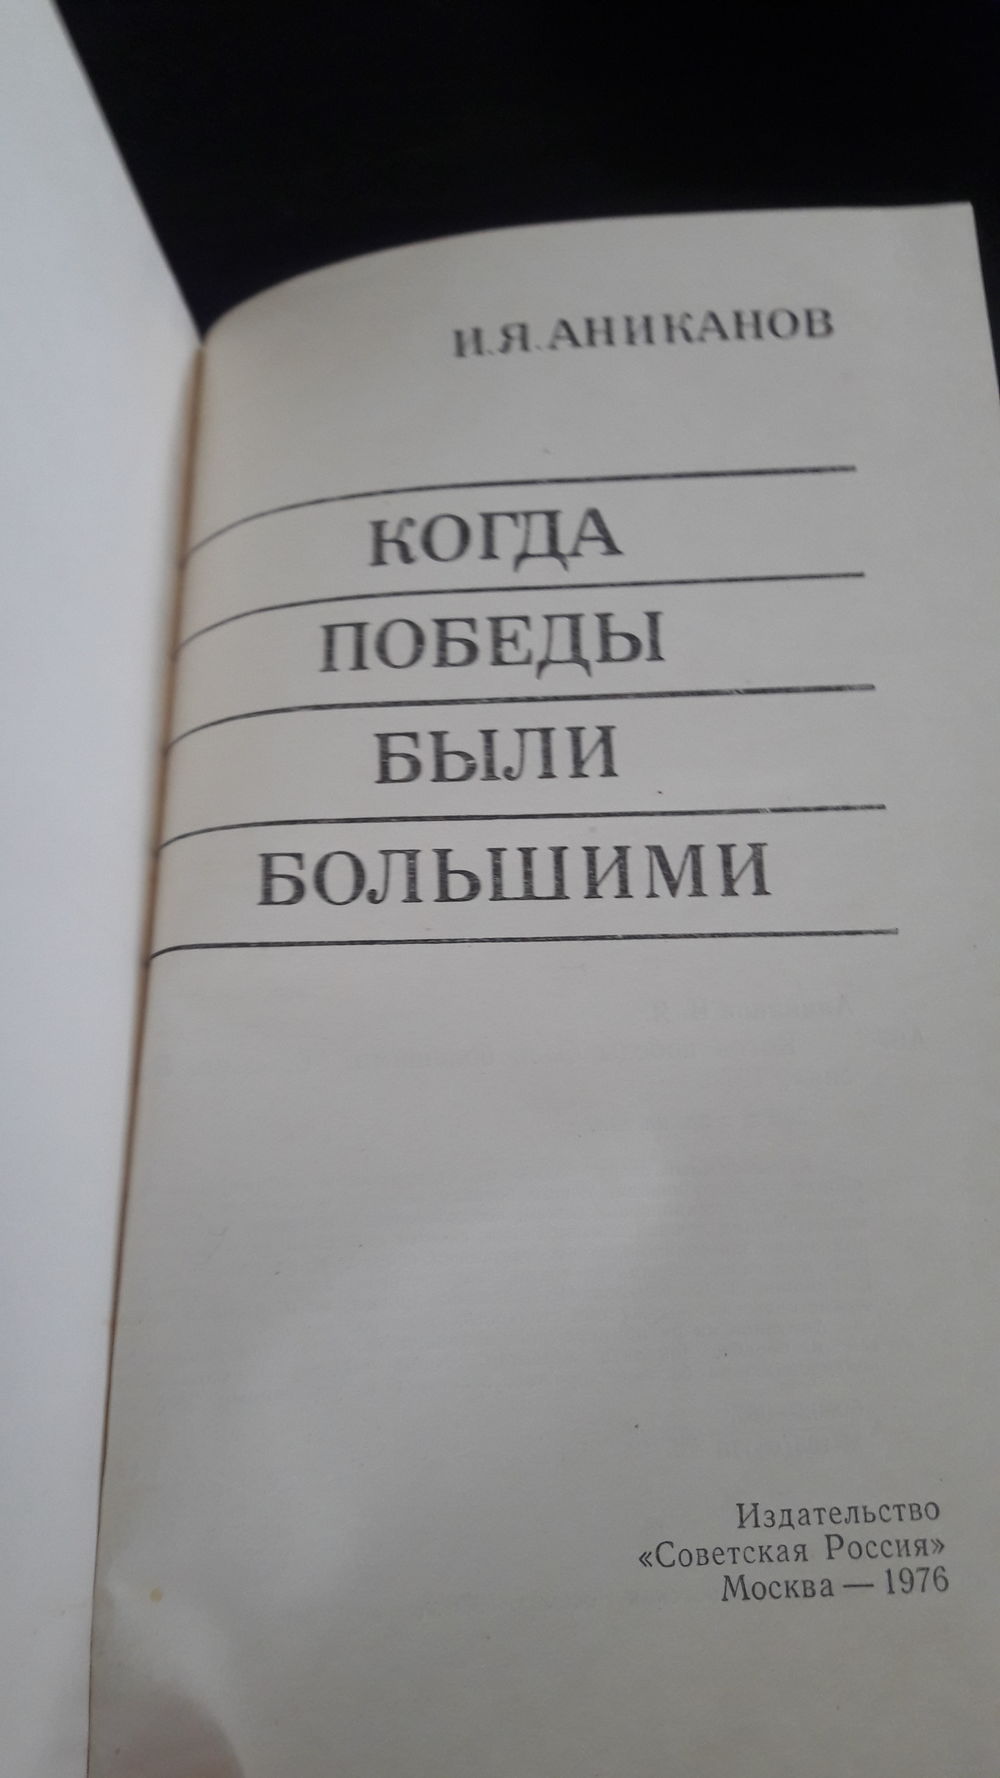 И.Я.АНИКАНОВ
КОГДА
ПОБЕДЫ
БЫЛИ
БОЛЬШИМИ
Издательство
«Советская Россия»
Москва — 1976